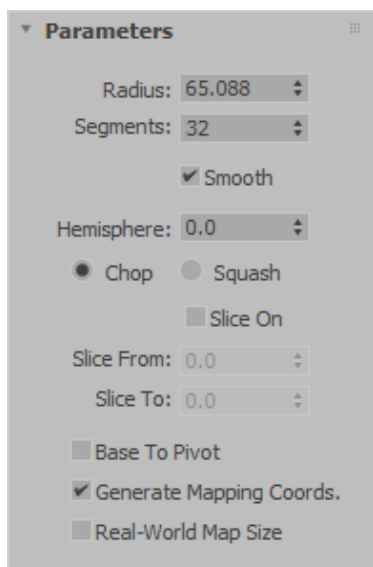 Parameters
Radius: 65.088
Segments: 32
Smooth
Hemisphere: 0.0
Chop Squash
Slice On
Slice From: 0.0
Slice To: 0.0
Base To Pivot
Generate Mapping Coords.
Real-World Map Size